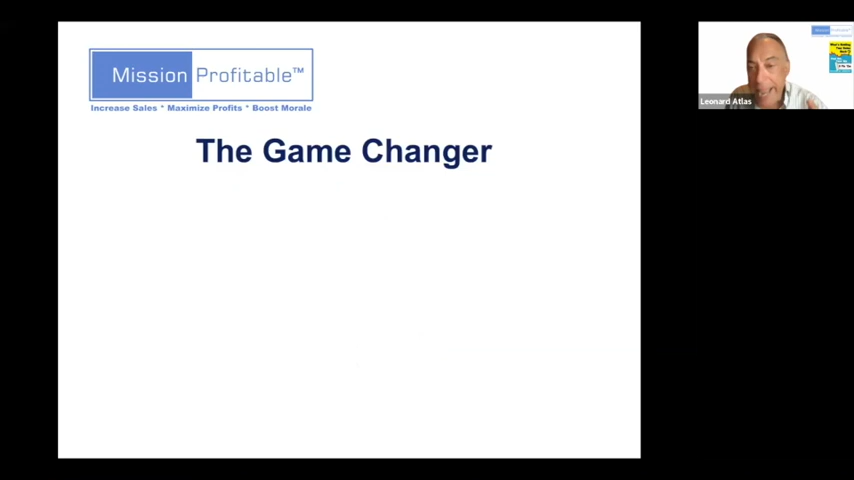 Mission Profitable™
Increase Sales * Maximize Profits * Boost Morale
The Game Changer
Leonard Atlas